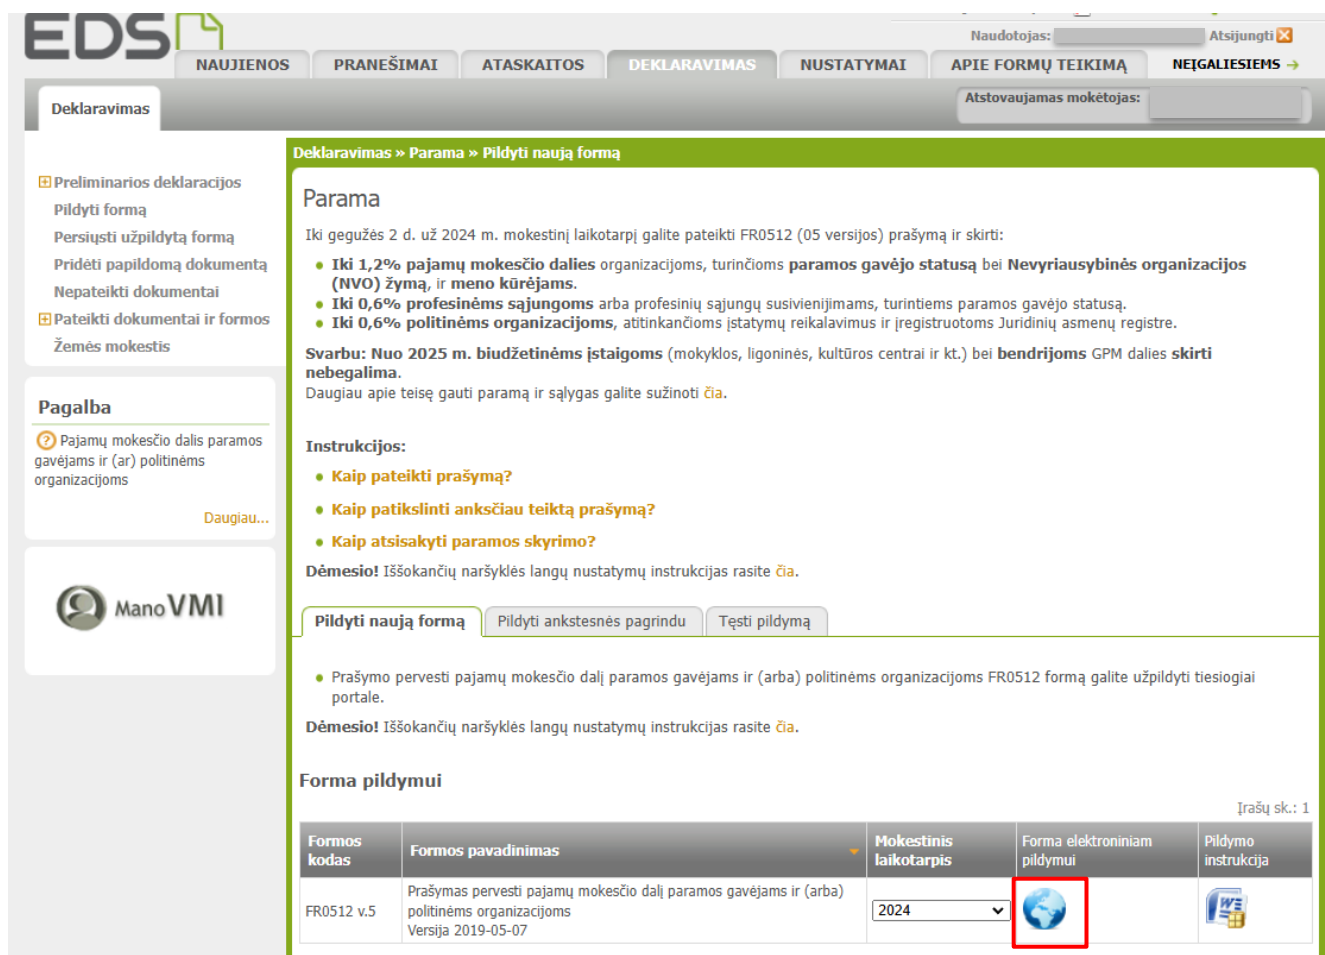 EDS
Naudotojas:
Atsijungti
NAUJIENOS
PRANEŠIMAI
ATASKAITOS
DEKLARAVIMAS
NUSTATYMAI
APIE FORMŲ TEIKIMĄ
NEĮGALIESIEMS →
Deklaravimas
Atstovaujamas mokėtojas:
Preliminarios deklaracijos
Pildyti formą
Persiųsti užpildytą formą
Pridėti papildomą dokumentą
Nepateikti dokumentai
Pateikti dokumentai ir formos
Žemės mokestis
Pagalba
Pajamų mokesčio dalis paramos
gavėjams ir (ar) politinėms
organizacijoms
Daugiau...
Mano VMI
Deklaravimas » Parama » Pildyti naują formą
Parama
Iki gegužės 2 d. už 2024 m. mokestinį laikotarpį galite pateikti FR0512 (05 versijos) prašymą ir skirti:
Iki 1,2% pajamų mokesčio dalies organizacijoms, turinčioms paramos gavėjo statusą bei Nevyriausybinės organizacijos
(NVO) žymą, ir meno kūrėjams.
Iki 0,6% profesinėms sąjungoms arba profesinių sąjungų susivienijimams, turintiems paramos gavėjo statusą.
Iki 0,6% politinėms organizacijoms, atitinkančioms įstatymų reikalavimus ir įregistruotoms Juridinių asmenų registre.
Svarbu: Nuo 2025 m. biudžetinėms įstaigoms (mokyklos, ligoninės, kultūros centrai ir kt.) bei bendrijoms GPM dalies skirti
nebegalima.
Daugiau apie teisę gauti paramą ir sąlygas galite sužinoti čia.
Instrukcijos:
Kaip pateikti prašymą?
Kaip patikslinti anksčiau teiktą prašymą?
Kaip atsisakyti paramos skyrimo?
Dėmesio! Iššokančių naršyklės langų nustatymų instrukcijas rasite čia.
Pildyti naują formą
Pildyti ankstesnės pagrindu
Tęsti pildymą
Prašymo pervesti pajamų mokesčio dalį paramos gavėjams ir (arba) politinėms organizacijoms FR0512 formą galite užpildyti tiesiogiai
portale.
Dėmesio! Iššokančių naršyklės langų nustatymų instrukcijas rasite čia.
Forma pildymui
Įrašų sk.: 1
Formos
kodas
Formos pavadinimas
Mokestinis
laikotarpis
Forma elektroniniam
pildymui
Pildymo
instrukcija
FR0512 v.5
Prašymas pervesti pajamų mokesčio dalį paramos gavėjams ir (arba)
politinėms organizacijoms
Versija 2019-05-07
2024